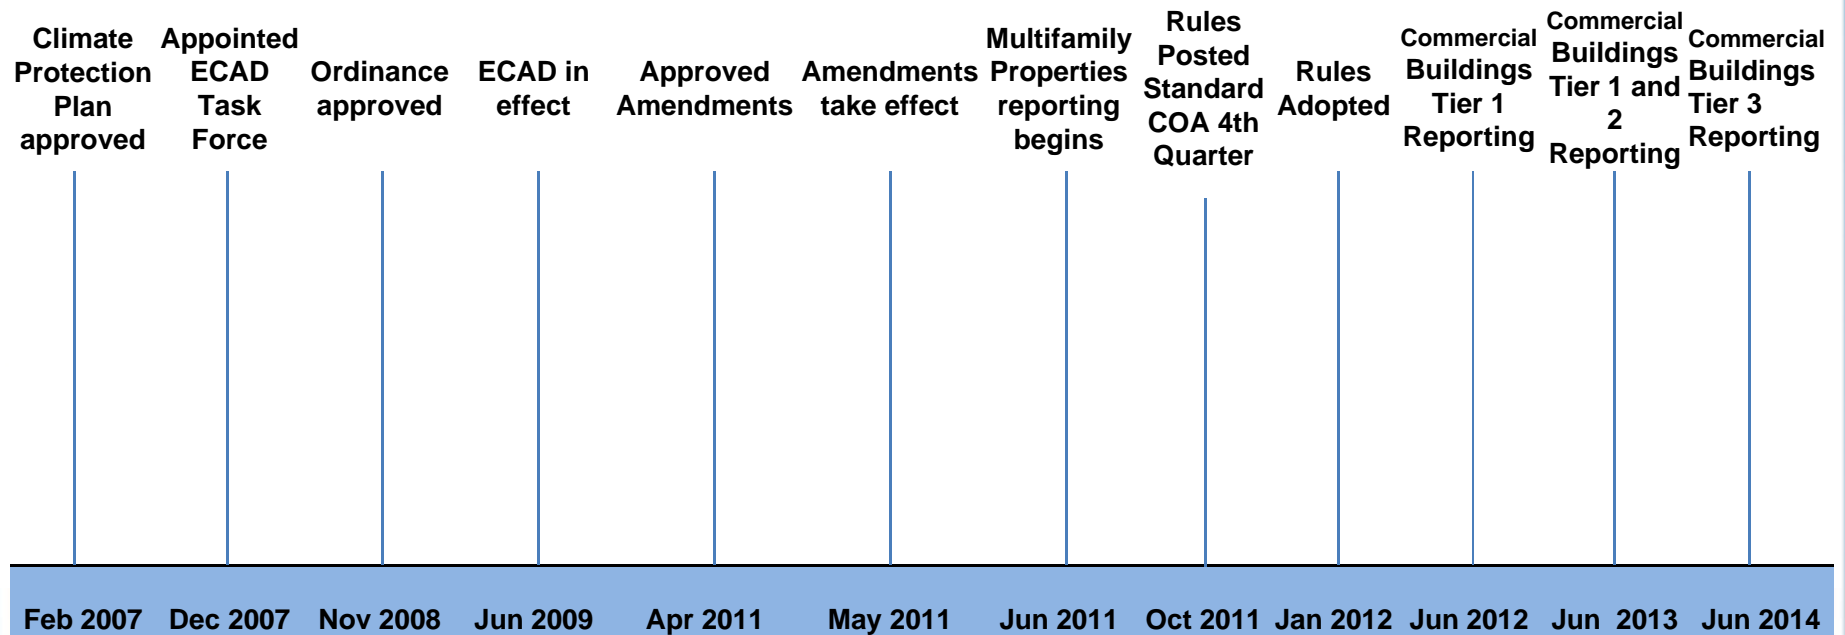 Climate
Protection
Plan
approved
Appointed
ECAD
Task
Force
Ordinance
approved
ECAD in
effect
Approved
Amendments
Amendments
take effect
Multifamily
Properties
reporting
begins
Rules
Posted
Standard
COA 4th
Quarter
Rules
Adopted
Commercial
Buildings
Tier 1
Reporting
Commercial
Buildings
Tier 1 and
2
Reporting
Commercial
Buildings
Tier 3
Reporting
Feb 2007 Dec 2007 Nov 2008 Jun 2009 Apr 2011 May 2011 Jun 2011 Oct 2011 Jan 2012 Jun 2012 Jun 2013 Jun 2014